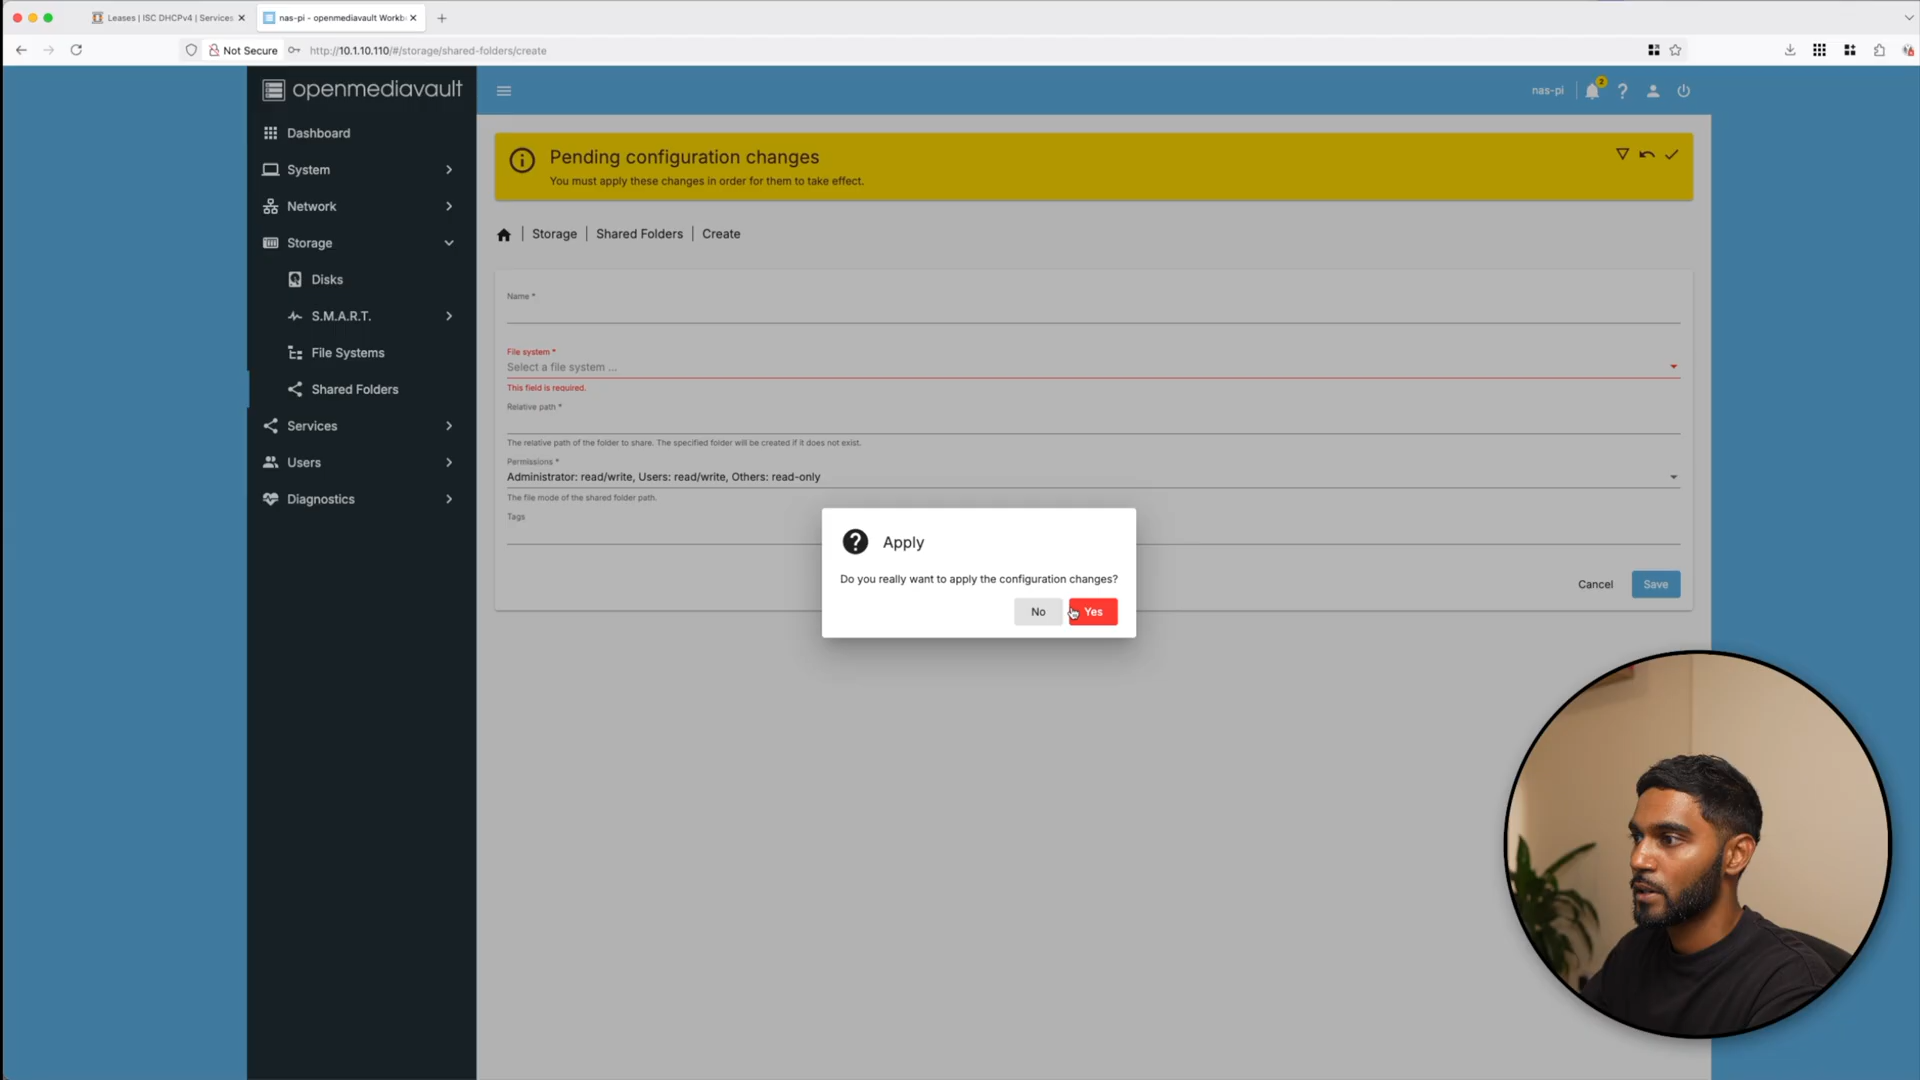 Leases | ISC DHCPv4 | Services
nas-pi - openmediavault Workb
Not Secure
http://10.1.10.110/#/storage/shared-folders/create
openmediavault
nas-pi
2
Dashboard
System
Network
Storage
Disks
S.M.A.R.T.
File Systems
Shared Folders
Services
Users
Diagnostics
Pending configuration changes
You must apply these changes in order for them to take effect.
Storage | Shared Folders | Create
Name *
File system *
Select a file system ...
This field is required.
Relative path *
The relative path of the folder to share. The specified folder will be created if it does not exist.
Permissions *
Administrator: read/write, Users: read/write, Others: read-only
The file mode of the shared folder path.
Tags
Cancel
Save
Apply
Do you really want to apply the configuration changes?
No
Yes